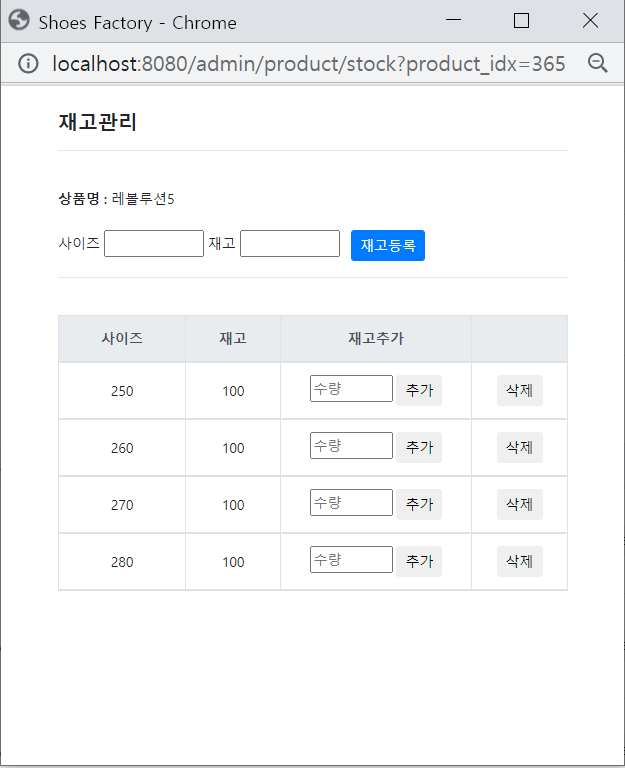 Shoes Factory - Chrome
localhost:8080/admin/product/stock?product_idx=365
재고관리
상품명 : 레볼루션5
사이즈 재고 재고등록
사이즈 재고 재고추가
250 100 수량 추가 삭제
260 100 수량 추가 삭제
270 100 수량 추가 삭제
280 100 수량 추가 삭제